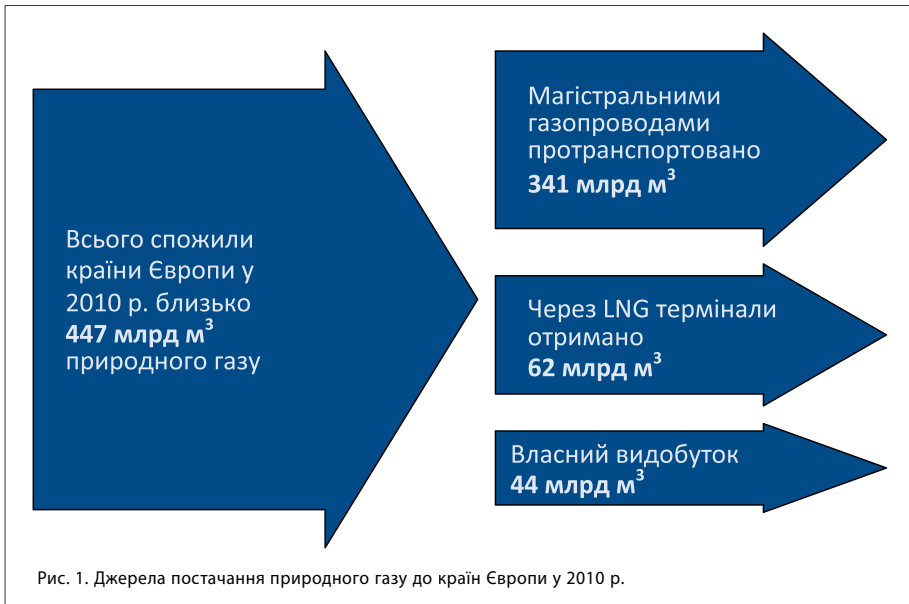 Всього спожили
країни Європи у
2010 р. близько
447 млрд м³
природного газу
Магістральними
газопроводами
протранспортовано
341 млрд м³
Через LNG термінали
отримано
62 млрд м³
Власний видобуток
44 млрд м³
Рис. 1. Джерела постачання природного газу до країн Європи у 2010 р.